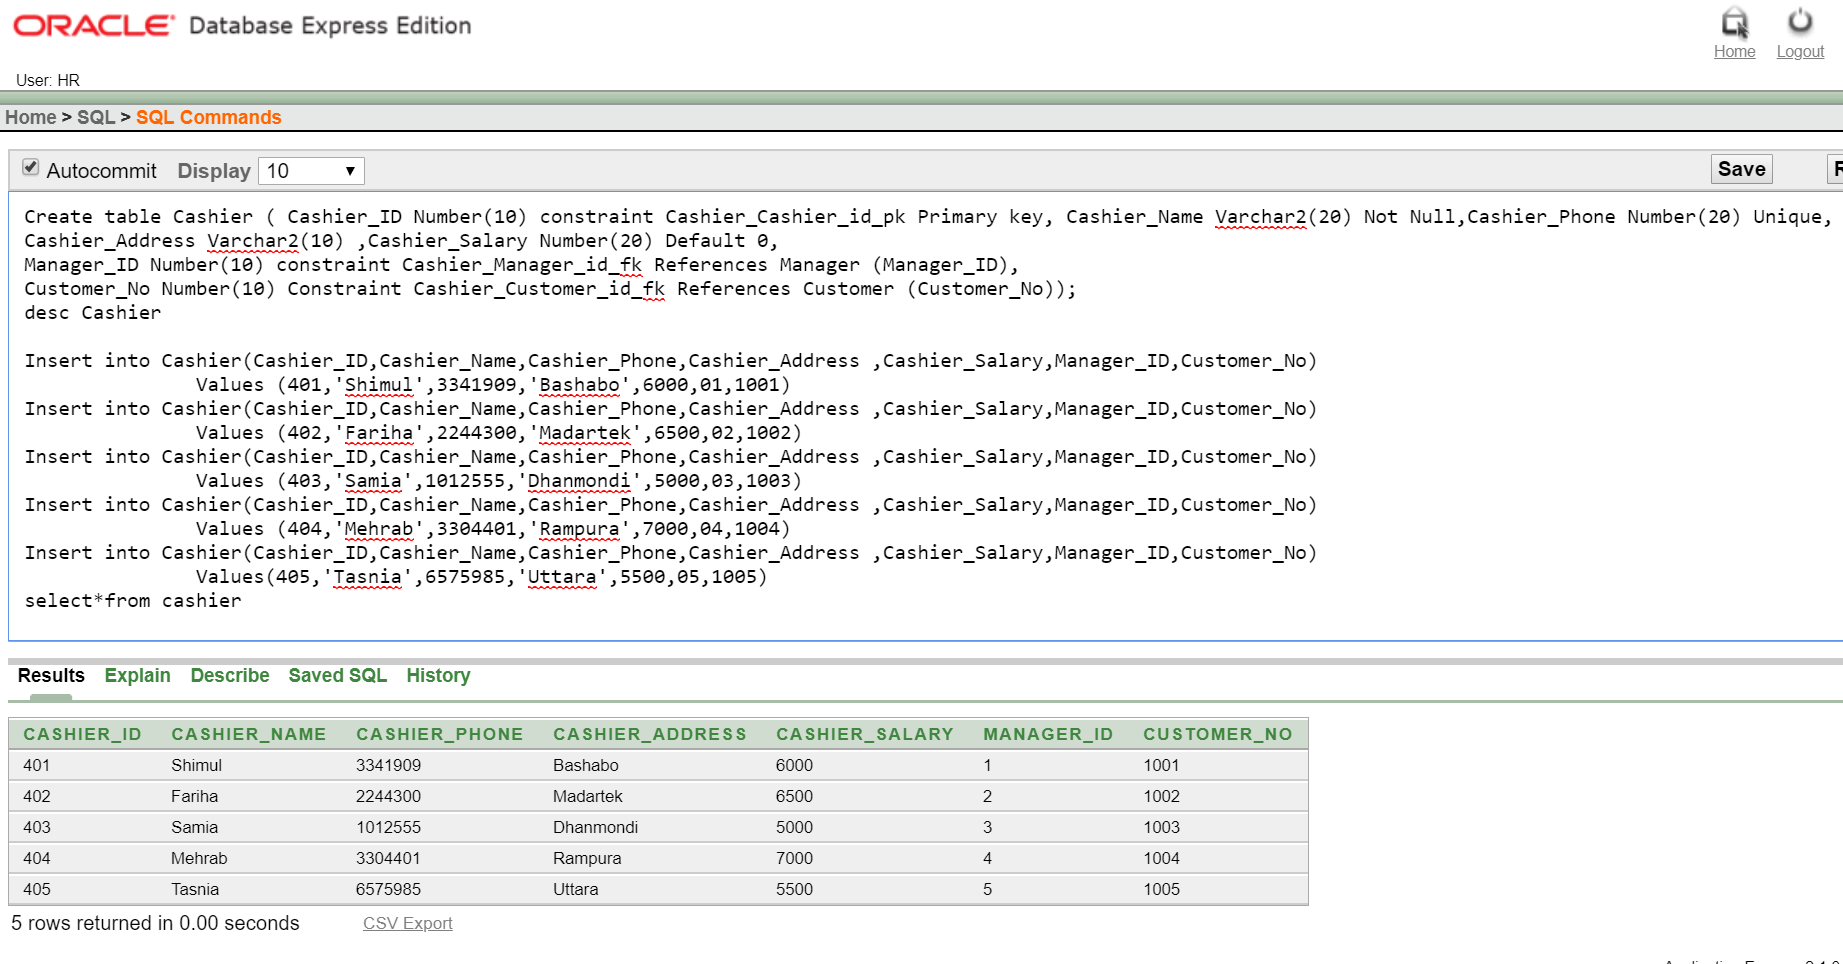 ORACLE Database Express Edition
Home Logout
User: HR
Home > SQL > SQL Commands
Autocommit Display 10 Save
Create table Cashier ( Cashier_ID Number(10) constraint Cashier_Cashier_id_pk Primary key, Cashier_Name Varchar2(20) Not Null,Cashier_Phone Number(20) Unique,
Cashier_Address Varchar2(10) ,Cashier_Salary Number(20) Default 0,
Manager_ID Number(10) constraint Cashier_Manager_id_fk References Manager (Manager_ID),
Customer_No Number(10) Constraint Cashier_Customer_id_fk References Customer (Customer_No));
desc Cashier
Insert into Cashier(Cashier_ID,Cashier_Name,Cashier_Phone,Cashier_Address ,Cashier_Salary,Manager_ID,Customer_No)
Values (401,'Shimul',3341909,'Bashabo',6000,01,1001)
Insert into Cashier(Cashier_ID,Cashier_Name,Cashier_Phone,Cashier_Address ,Cashier_Salary,Manager_ID,Customer_No)
Values (402,'Fariha',2244300,'Madartek',6500,02,1002)
Insert into Cashier(Cashier_ID,Cashier_Name,Cashier_Phone,Cashier_Address ,Cashier_Salary,Manager_ID,Customer_No)
Values (403,'Samia',1012555,'Dhanmondi',5000,03,1003)
Insert into Cashier(Cashier_ID,Cashier_Name,Cashier_Phone,Cashier_Address ,Cashier_Salary,Manager_ID,Customer_No)
Values (404,'Mehrab',3304401,'Rampura',7000,04,1004)
Insert into Cashier(Cashier_ID,Cashier_Name,Cashier_Phone,Cashier_Address ,Cashier_Salary,Manager_ID,Customer_No)
Values(405,'Tasnia',6575985,'Uttara',5500,05,1005)
select*from cashier
Results Explain Describe Saved SQL History
CASHIER_ID CASHIER_NAME CASHIER_PHONE CASHIER_ADDRESS CASHIER_SALARY MANAGER_ID CUSTOMER_NO
401 Shimul 3341909 Bashabo 6000 1 1001
402 Fariha 2244300 Madartek 6500 2 1002
403 Samia 1012555 Dhanmondi 5000 3 1003
404 Mehrab 3304401 Rampura 7000 4 1004
405 Tasnia 6575985 Uttara 5500 5 1005
5 rows returned in 0.00 seconds CSV Export